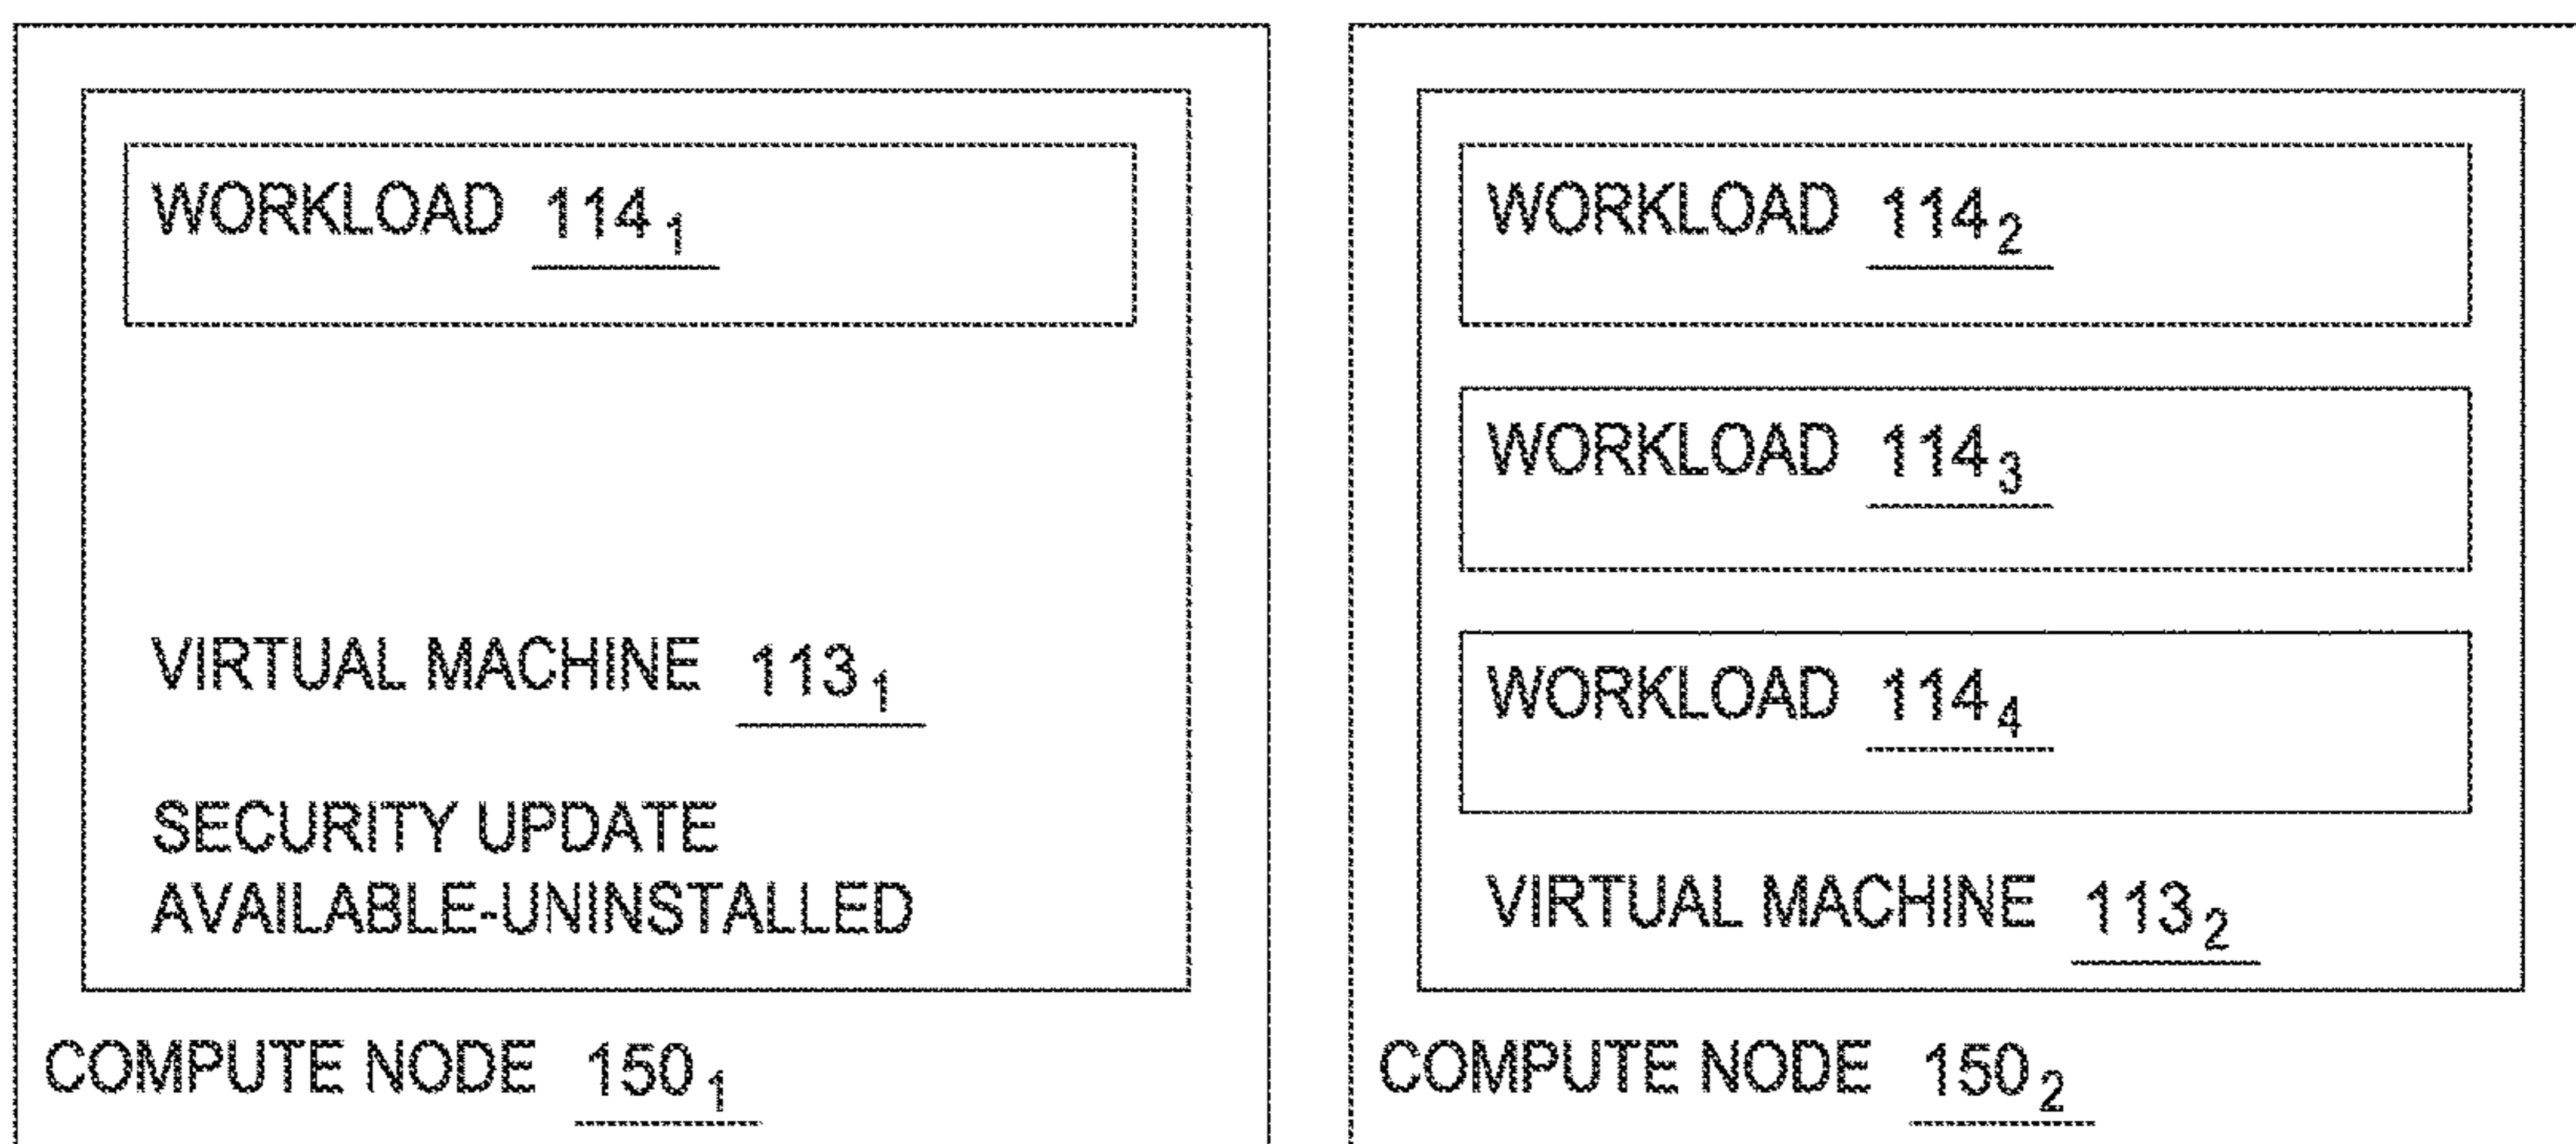 WORKLOAD 114₁
VIRTUAL MACHINE 113₁
SECURITY UPDATE
AVAILABLE-UNINSTALLED
COMPUTE NODE 150₁
WORKLOAD 114₂
WORKLOAD 114₃
WORKLOAD 114₄
VIRTUAL MACHINE 113₂
COMPUTE NODE 150₂